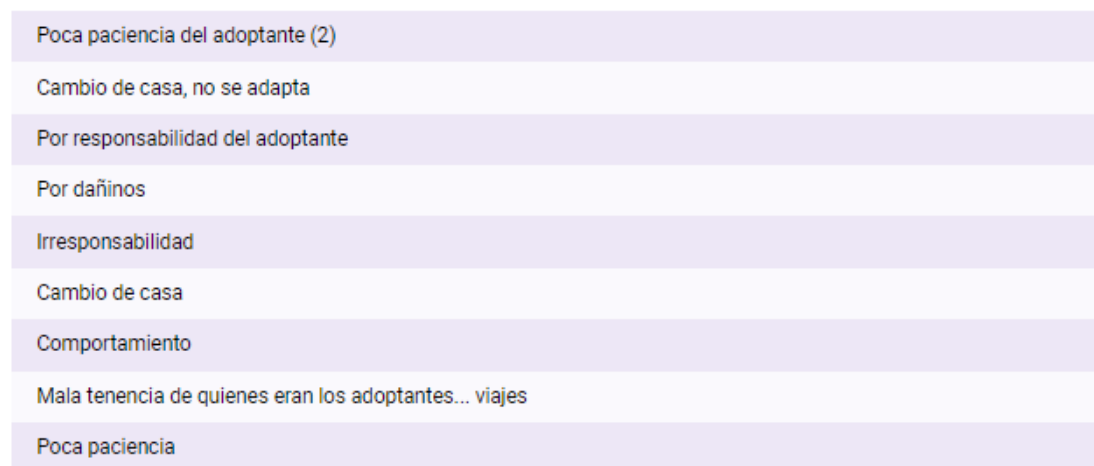 Poca paciencia del adoptante (2)
Cambio de casa, no se adapta
Por responsabilidad del adoptante
Por dañinos
Irresponsabilidad
Cambio de casa
Comportamiento
Mala tenencia de quienes eran los adoptantes... viajes
Poca paciencia